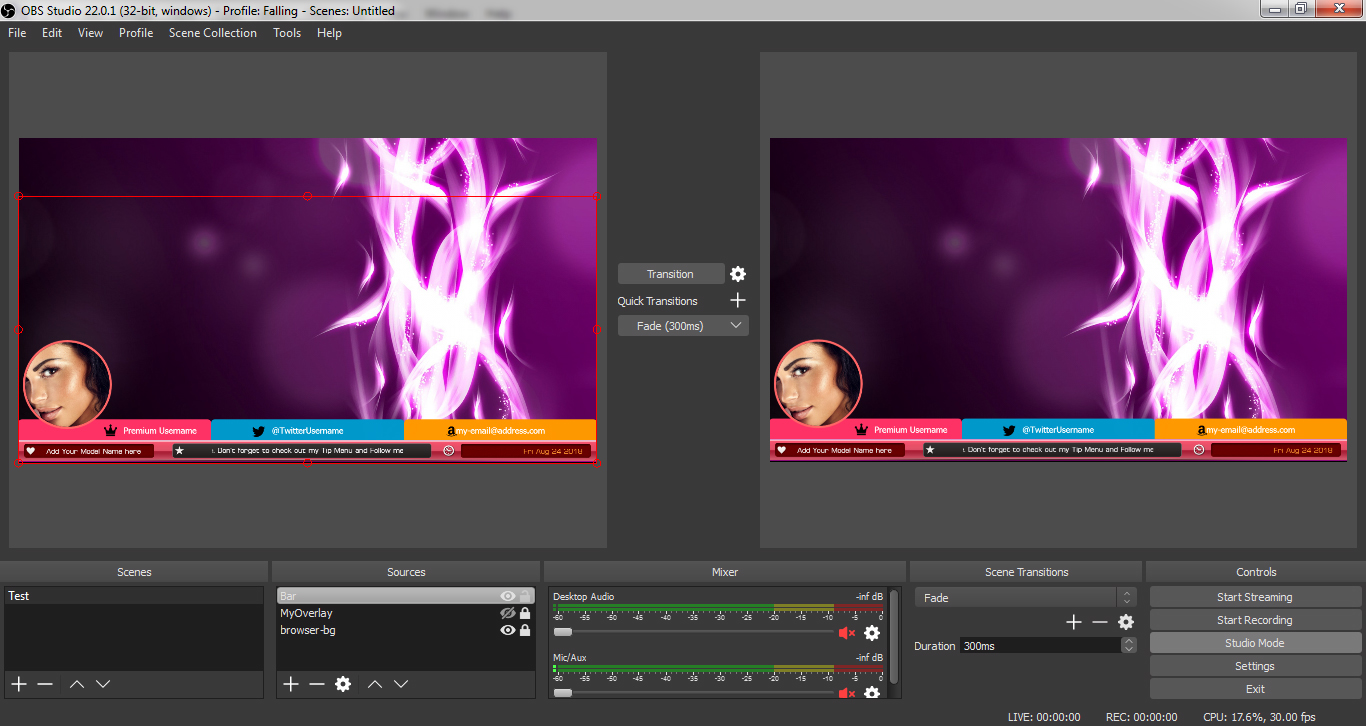 OBS Studio 22.0.1 (32-bit, windows) - Profile: Falling - Scenes: Untitled
File Edit View Profile Scene Collection Tools Help
Transition
Quick Transitions
Fade (300ms)
Premium Username @TwitterUsername my-email@address.com
Add Your Model Name here . Don't forget to check out my Tip Menu and Follow me Fri Aug 24 2018
Premium Username @TwitterUsername my-email@address.com
Add Your Model Name here . Don't forget to check out my Tip Menu and Follow me Fri Aug 24 2018
Scenes
Test
Sources
Bar
MyOverlay
browser-bg
Mixer
Desktop Audio -inf dB
-60 -55 -50 -45 -40 -35 -30 -25 -20 -15 -10 -5 0
Mic/Aux -inf dB
-60 -55 -50 -45 -40 -35 -30 -25 -20 -15 -10 -5 0
Scene Transitions
Fade
Duration 300ms
Controls
Start Streaming
Start Recording
Studio Mode
Settings
Exit
LIVE: 00:00:00 REC: 00:00:00 CPU: 17.6%, 30.00 fps